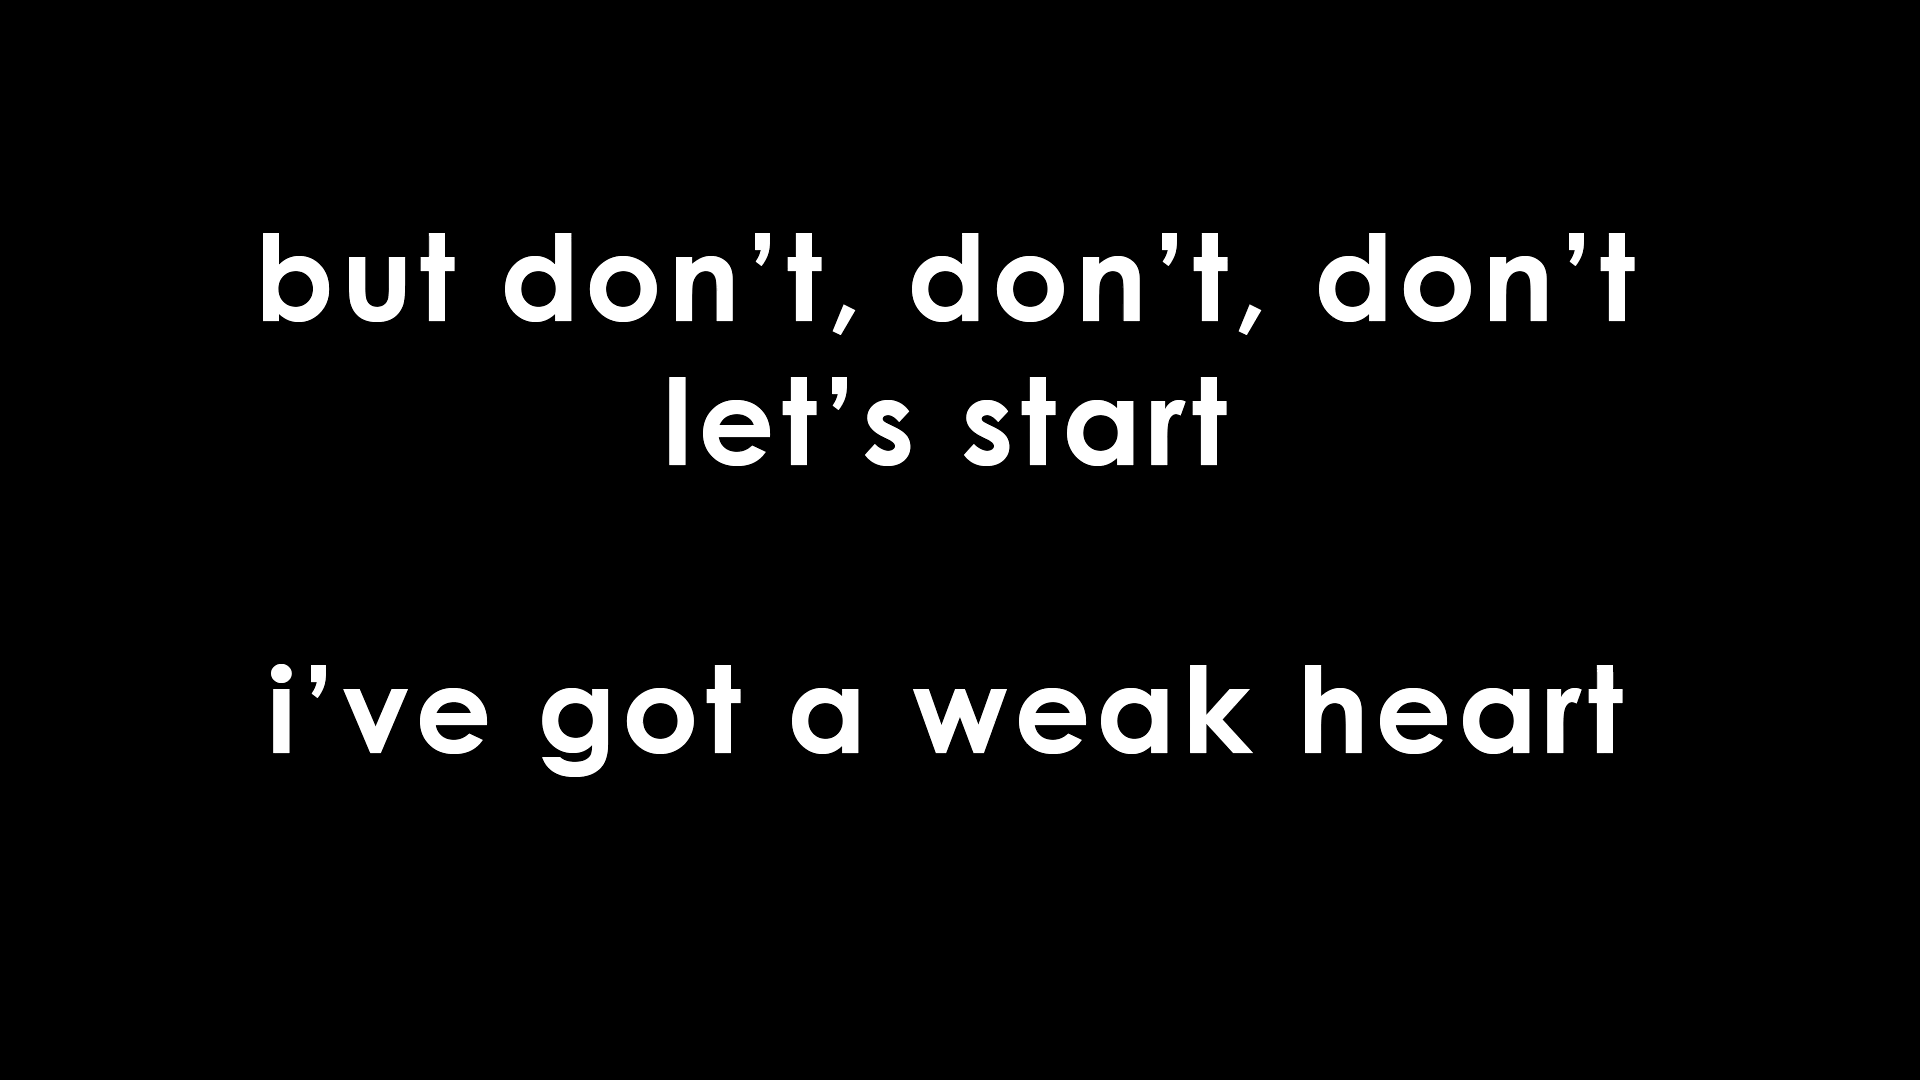 but don’t, don’t, don’t
let’s start
i’ve got a weak heart